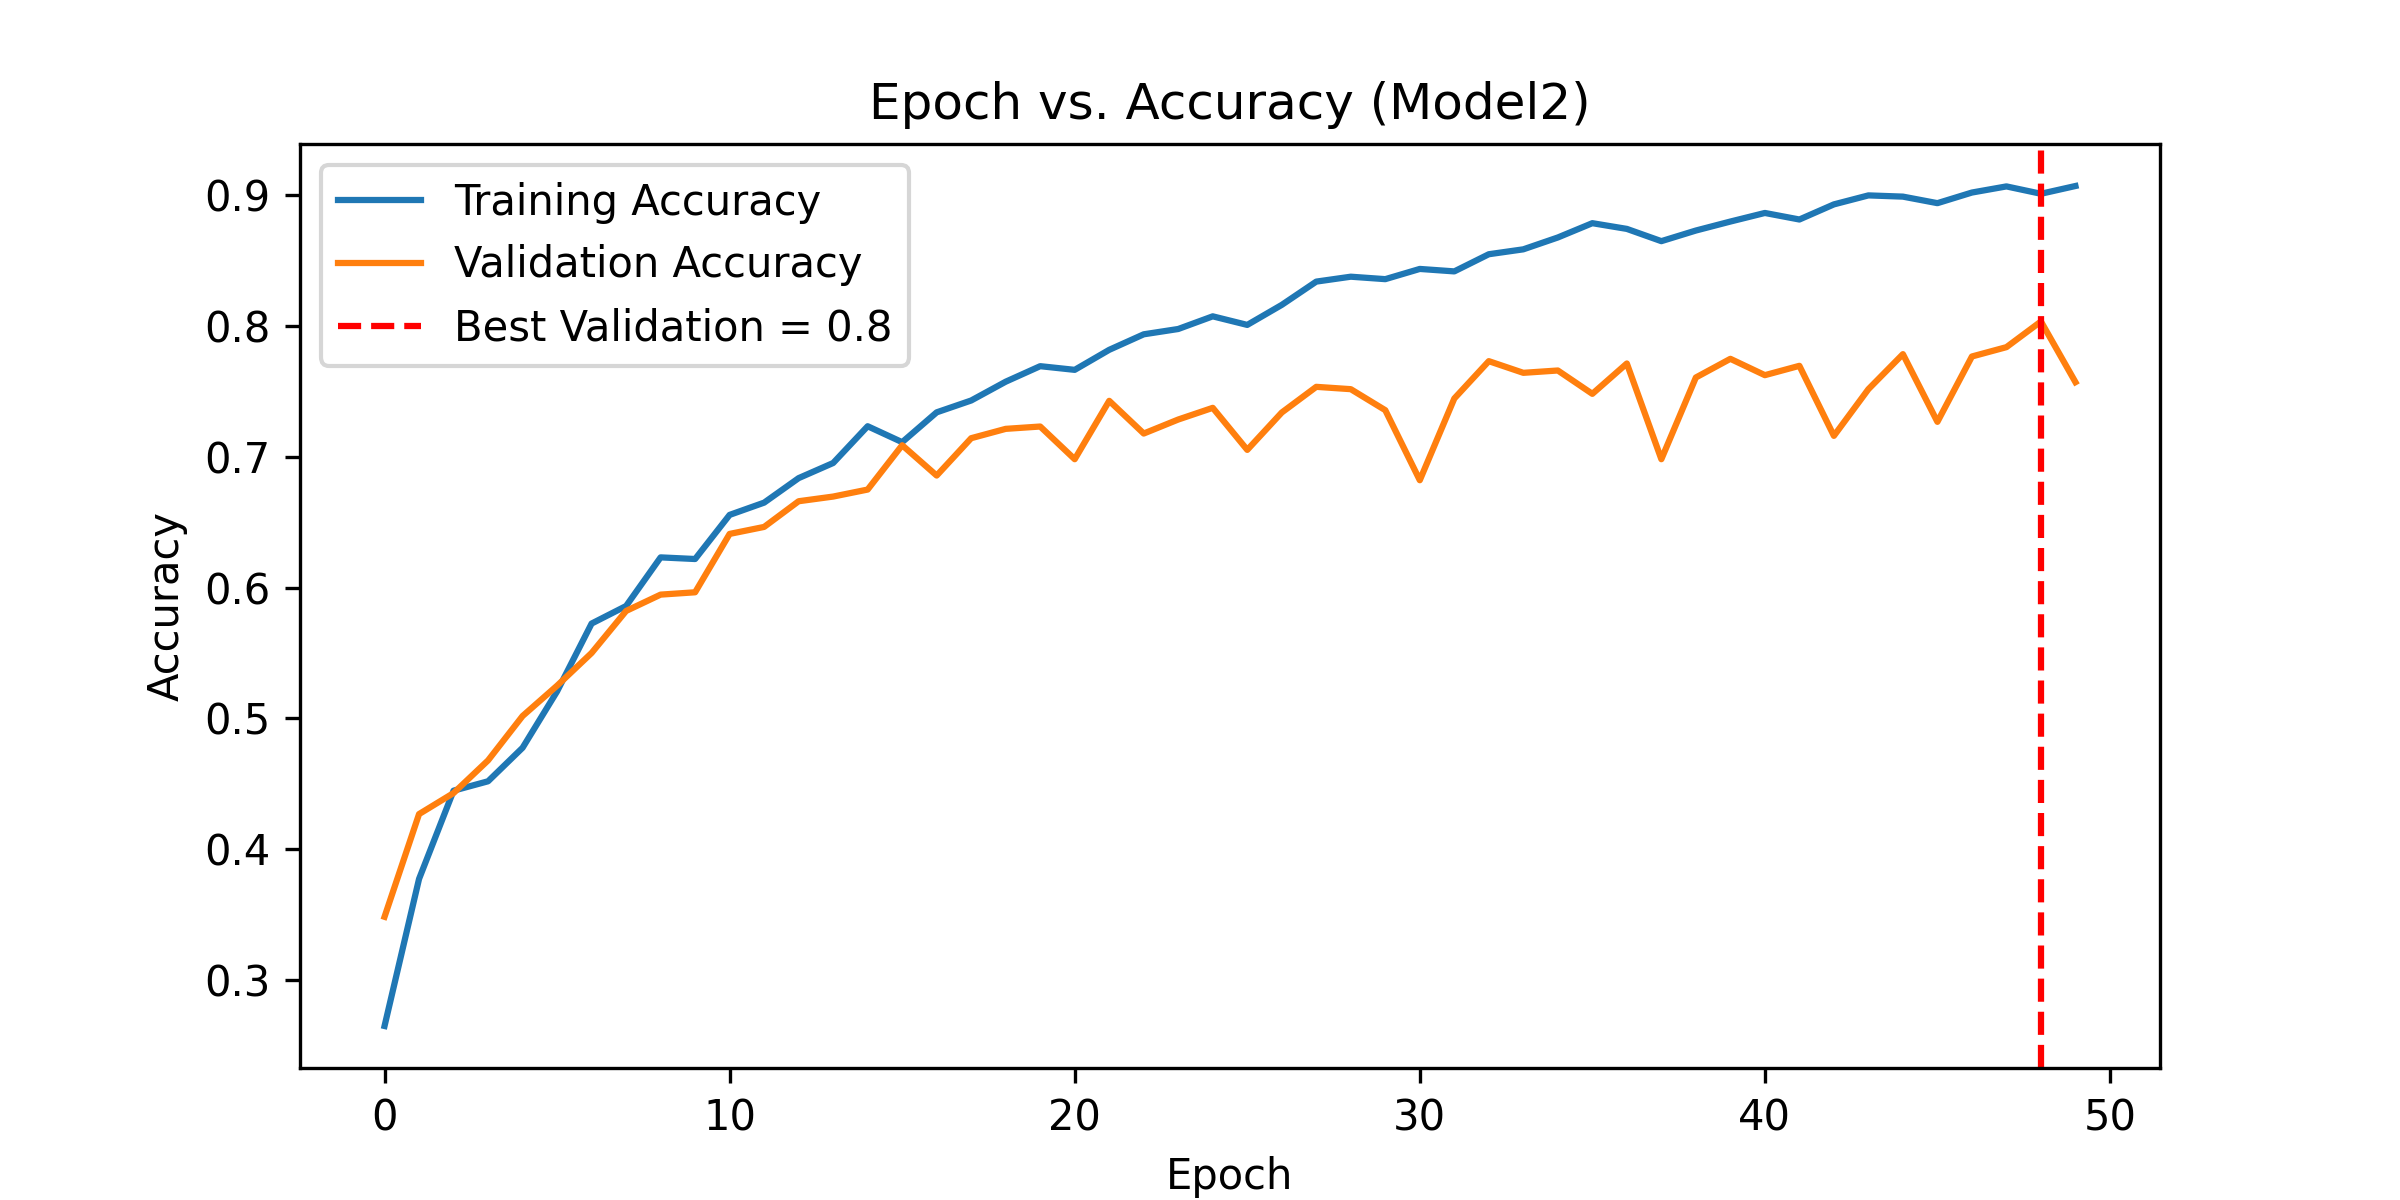 Epoch vs. Accuracy (Model2)
Training Accuracy
Validation Accuracy
Best Validation = 0.8
Accuracy
0.9
0.8
0.7
0.6
0.5
0.4
0.3
0 10 20 30 40 50
Epoch